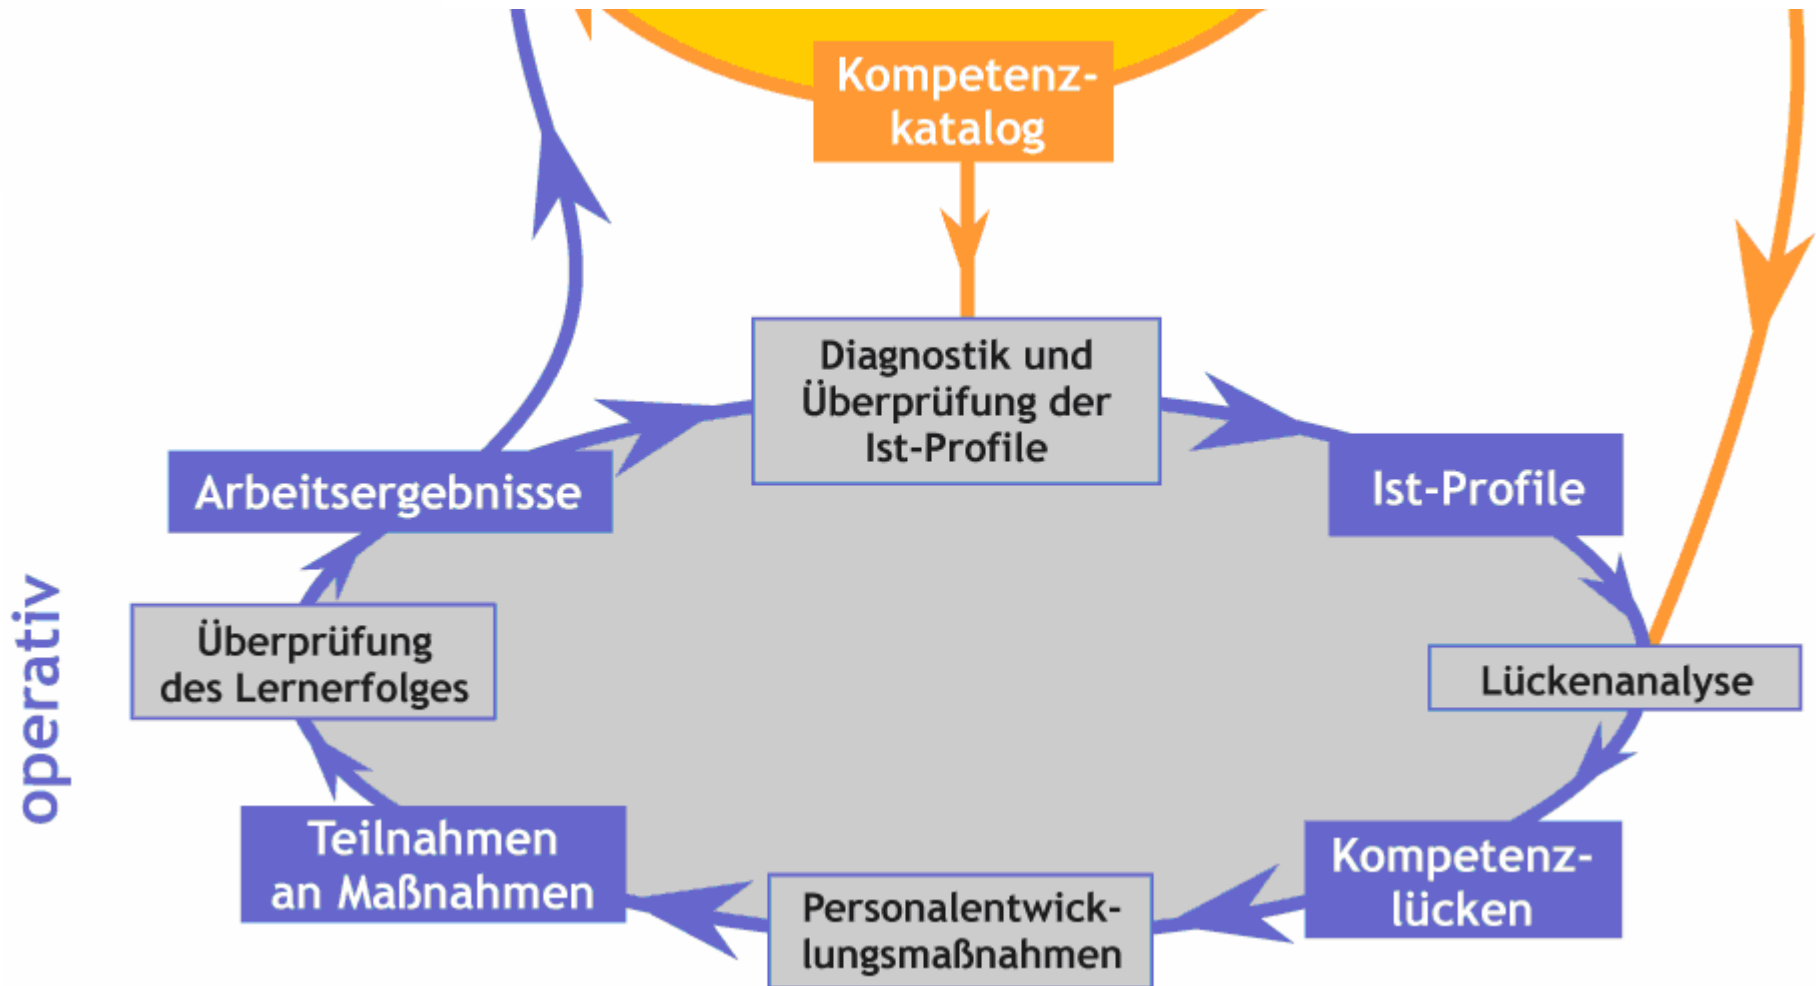 Kompetenz-
katalog
Diagnostik und
Überprüfung der
Ist-Profile
Arbeitsergebnisse
Ist-Profile
operativ
Überprüfung
des Lernerfolges
Lückenanalyse
Teilnahmen
an Maßnahmen
Kompetenz-
lücken
Personalentwick-
lungsmaßnahmen